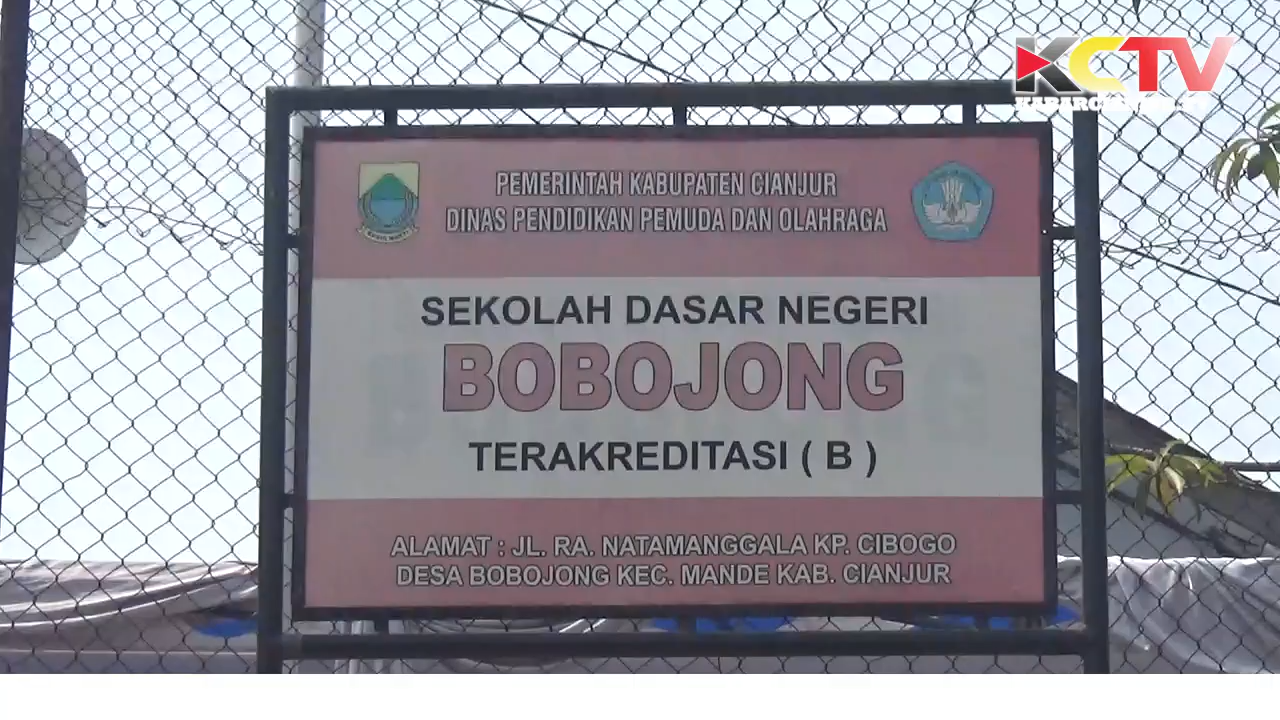 KCTV
PEMERINTAH KABUPATEN CIANJUR
DINAS PENDIDIKAN PEMUDA DAN OLAHRAGA
SEKOLAH DASAR NEGERI
BOBOJONG
TERAKREDITASI ( B )
ALAMAT : JL. RA. NATAMANGGALA KP. CIBOGO
DESA BOBOJONG KEC. MANDE KAB. CIANJUR